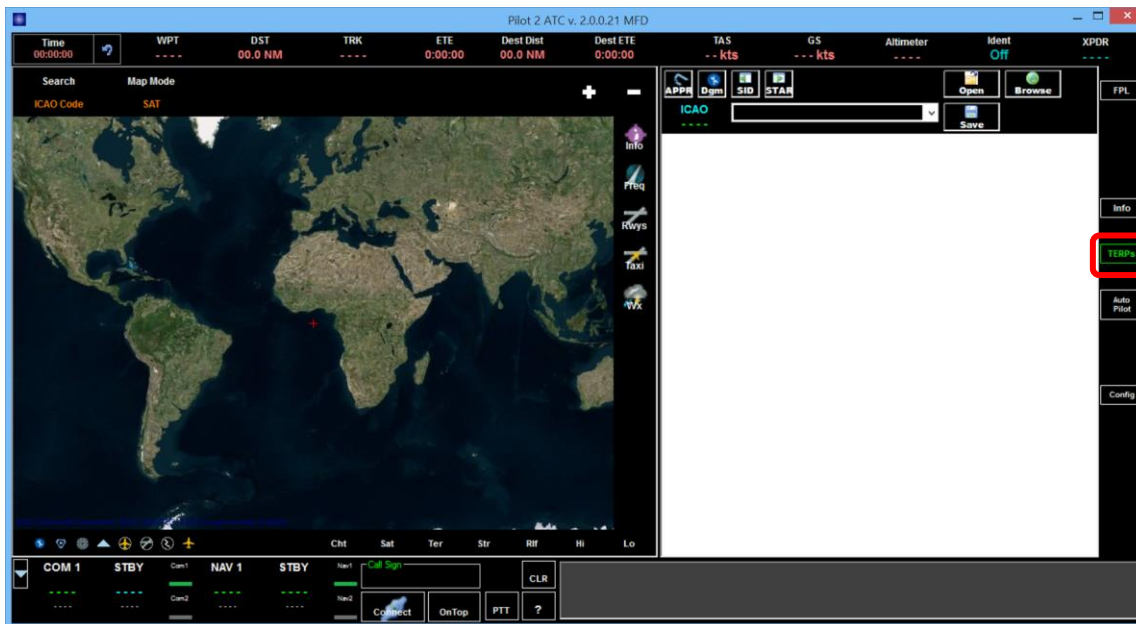 Pilot 2 ATC v. 2.0.0.21 MFD
Time WPT DST TRK ETE Dest Dist Dest ETE TAS GS Altimeter Ident XPDR
00:00:00 ---- 00.0 NM ---- 0:00:00 00.0 NM 0:00:00 -- kts --- kts ---- Off ----
Search Map Mode
ICAO Code SAT
Info
Freq
Rwys
Taxi
Wx
APPR Dgm SID STAR Open Browse
ICAO
----
Save
FPL
Info
TERPs
Auto
Pilot
Config
Cht Sat Ter Str Rlf Hi Lo
COM 1 STBY Com1 NAV 1 STBY Nav1 Call Sign
CLR
---- ---- ---- ----
---- ---- Com2 ---- ---- Nav2
Connect OnTop PTT ?